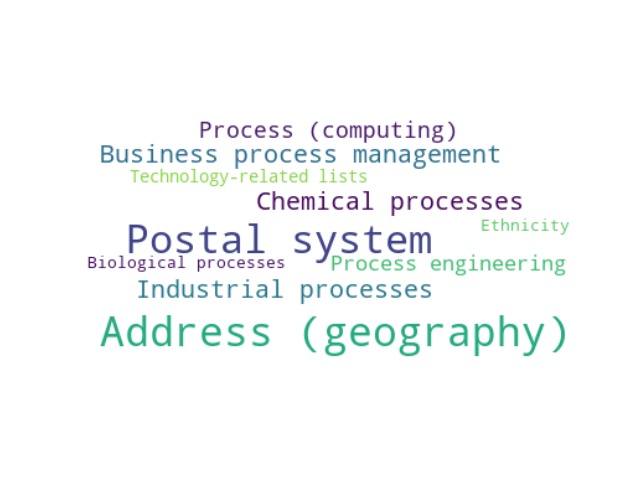 Process (computing)
Business process management
Technology-related lists
Chemical processes
Ethnicity
Postal system
Biological processes
Process engineering
Industrial processes
Address (geography)